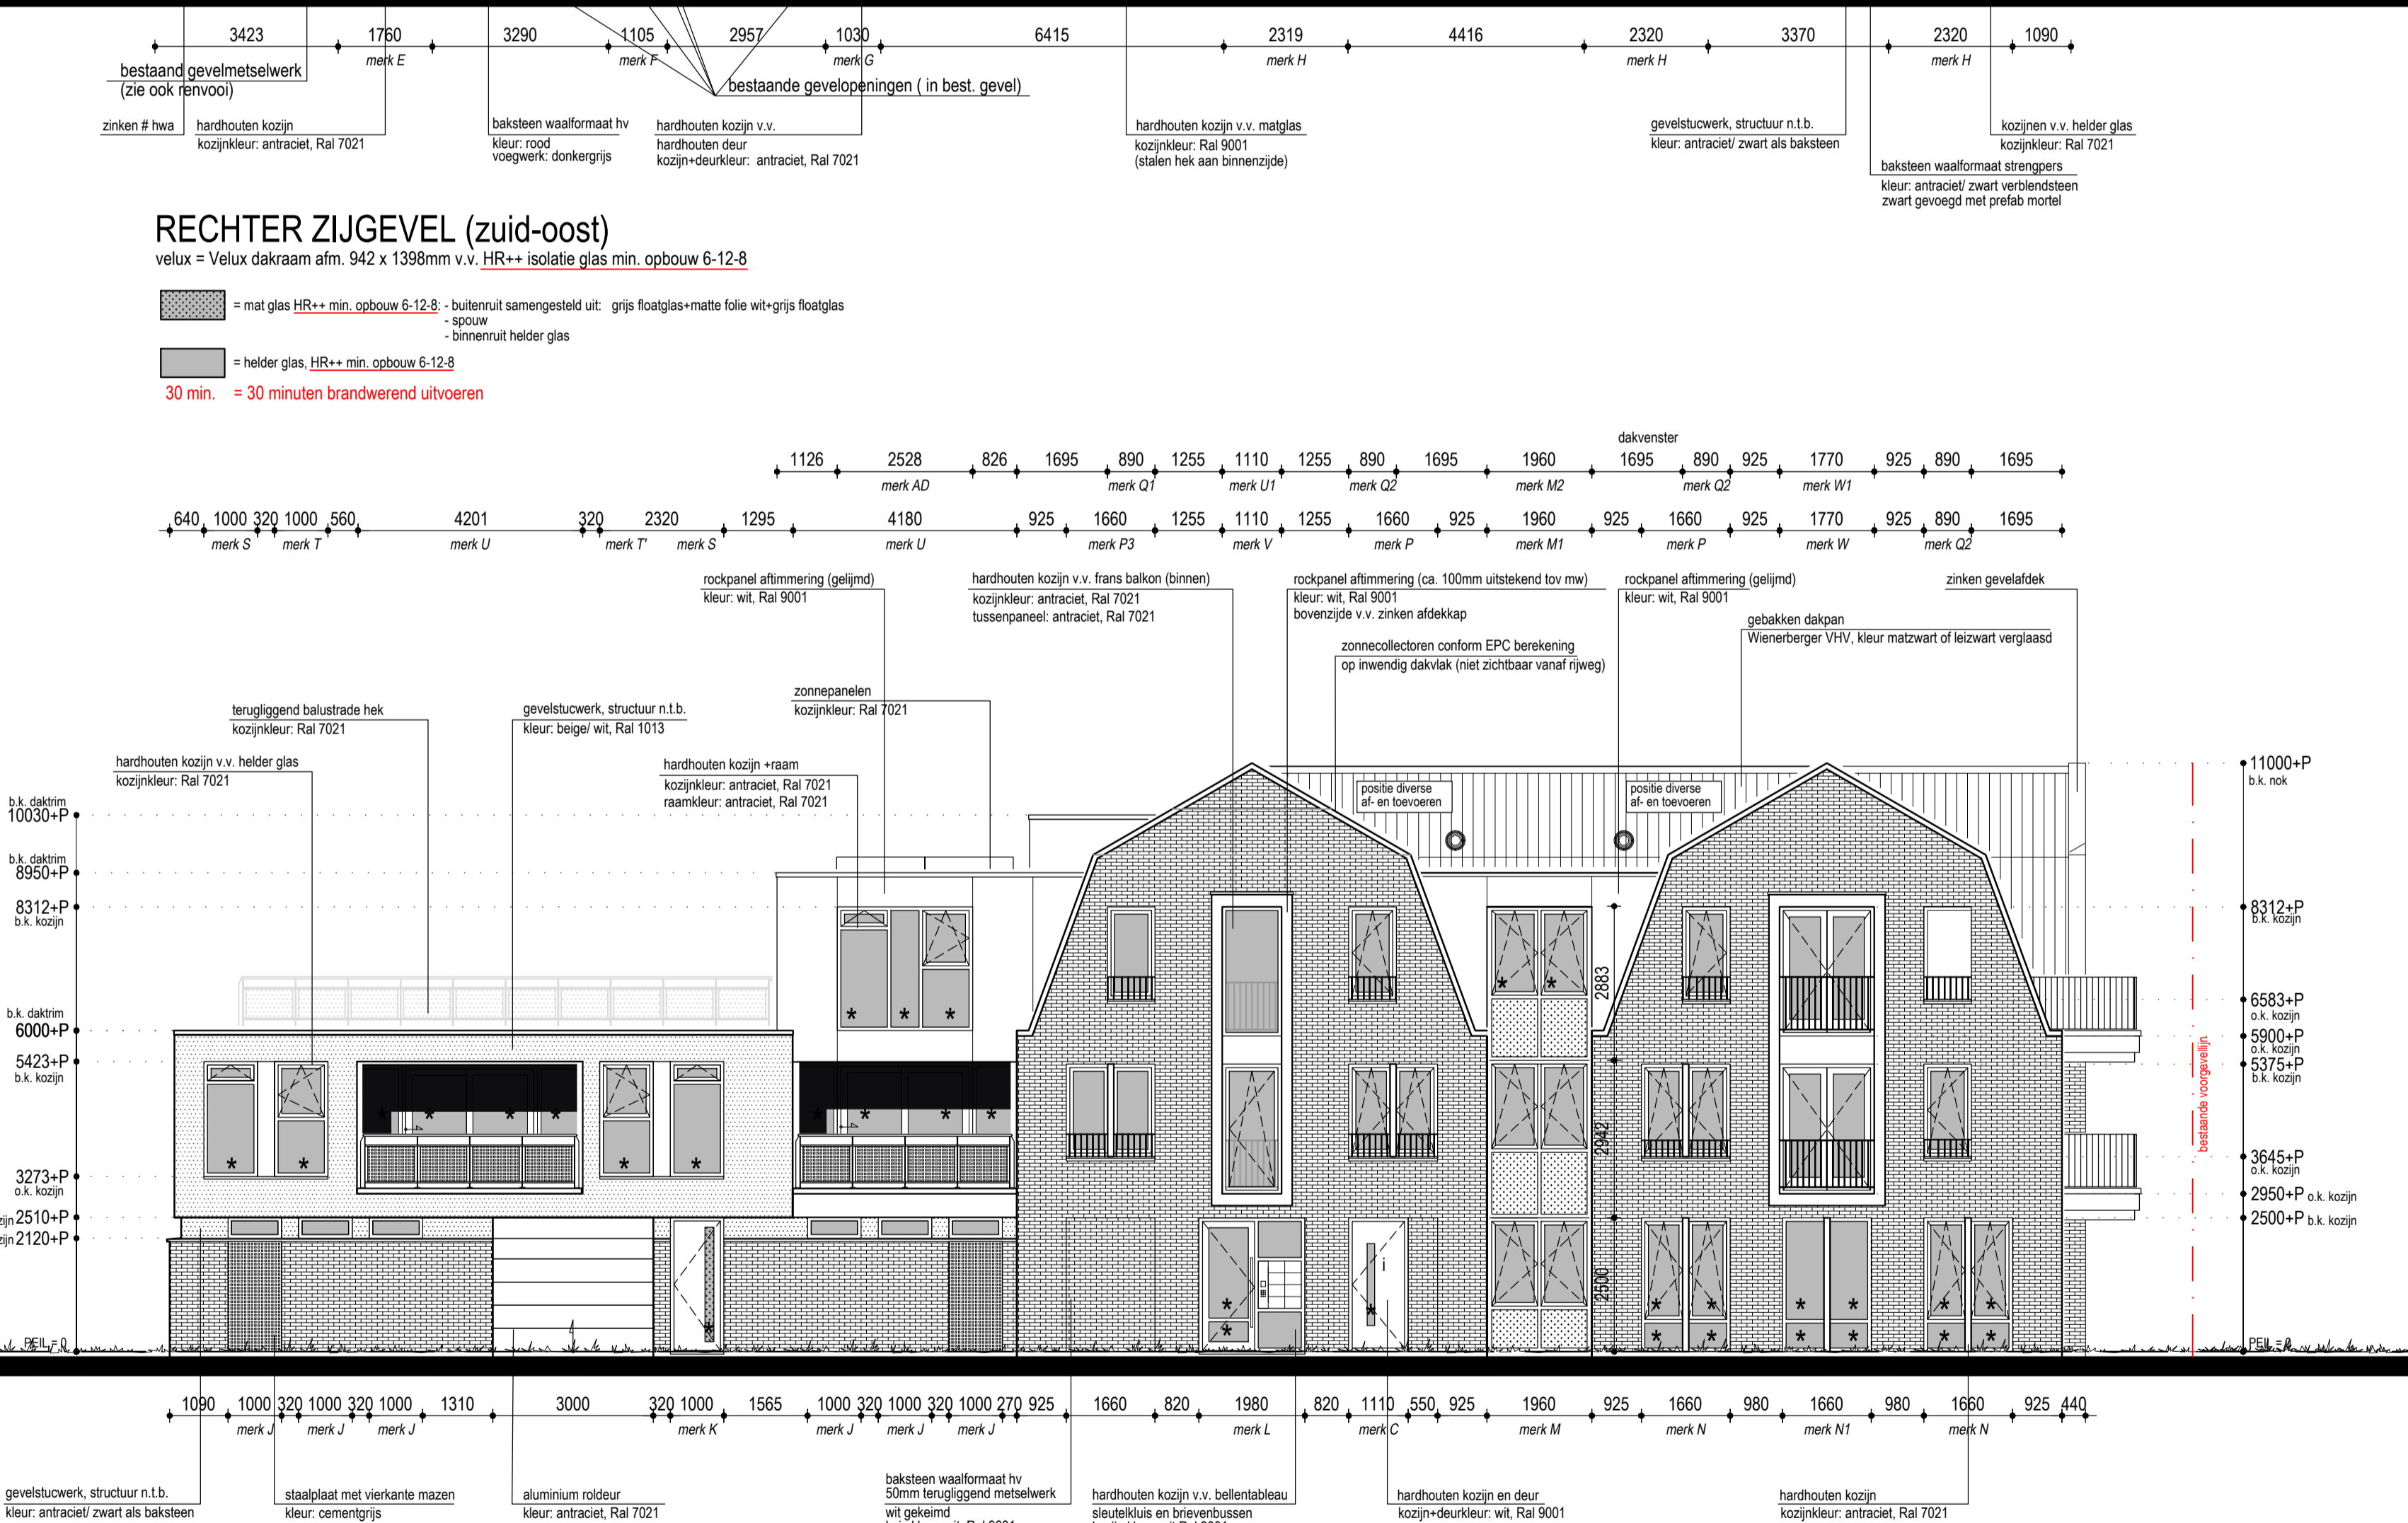 3423 1760 3290 1105 2957 1030 6415 2319 4416 2320 3370 2320 1090
merk E merk F merk G merk H merk H merk H
bestaand gevelmetselwerk
(zie ook renvooi)
bestaande gevelopeningen ( in best. gevel)
zinken # hwa
hardhouten kozijn
kozijnkleur: antraciet, Ral 7021
baksteen waalformaat hv
kleur: rood
voegwerk: donkergrijs
hardhouten kozijn v.v.
hardhouten deur
kozijn+deurkleur: antraciet, Ral 7021
hardhouten kozijn v.v. matglas
kozijnkleur: Ral 9001
(stalen hek aan binnenzijde)
gevelstucwerk, structuur n.t.b.
kleur: antraciet/ zwart als baksteen
kozijnen v.v. helder glas
kozijnkleur: Ral 7021
baksteen waalformaat strengpers
kleur: antraciet/ zwart verblendsteen
zwart gevoegd met prefab mortel
RECHTER ZIJGEVEL (zuid-oost)
velux = Velux dakraam afm. 942 x 1398mm v.v. HR++ isolatie glas min. opbouw 6-12-8
= mat glas HR++ min. opbouw 6-12-8: - buitenruit samengesteld uit: grijs floatglas+matte folie wit+grijs floatglas
- spouw
- binnenruit helder glas
= helder glas, HR++ min. opbouw 6-12-8
30 min. = 30 minuten brandwerend uitvoeren
dakvenster
1126 2528 826 1695 890 1255 1110 1255 890 1695 1960 1695 890 925 1770 925 890 1695
merk AD merk Q1 merk U1 merk Q2 merk M2 merk Q2 merk W1
640 1000 320 1000 560 4201 320 2320 1295 4180 925 1660 1255 1110 1255 1660 925 1960 925 1660 925 1770 925 890 1695
merk S merk T merk U merk T' merk S merk U merk P3 merk V merk P merk M1 merk P merk W merk Q2
rockpanel aftimmering (gelijmd)
kleur: wit, Ral 9001
hardhouten kozijn v.v. frans balkon (binnen)
kozijnkleur: antraciet, Ral 7021
tussenpaneel: antraciet, Ral 7021
rockpanel aftimmering (ca. 100mm uitstekend tov mw)
kleur: wit, Ral 9001
bovenzijde v.v. zinken afdekkap
rockpanel aftimmering (gelijmd)
kleur: wit, Ral 9001
zinken gevelafdek
gebakken dakpan
Wienerberger VHV, kleur matzwart of leizwart verglaasd
zonnecollectoren conform EPC berekening
op inwendig dakvlak (niet zichtbaar vanaf rijweg)
zonnepanelen
kozijnkleur: Ral 7021
terugliggend balustrade hek
kozijnkleur: Ral 7021
gevelstucwerk, structuur n.t.b.
kleur: beige/ wit, Ral 1013
hardhouten kozijn v.v. helder glas
kozijnkleur: Ral 7021
hardhouten kozijn +raam
kozijnkleur: antraciet, Ral 7021
raamkleur: antraciet, Ral 7021
positie diverse
af- en toevoeren
positie diverse
af- en toevoeren
b.k. daktrim
10030+P
b.k. daktrim
8950+P
8312+P
b.k. kozijn
b.k. daktrim
6000+P
5423+P
b.k. kozijn
3273+P
o.k. kozijn
2510+P
2120+P
PEIL = 0
2883
2942
2500
i
bestaande voorgevellijn
11000+P
b.k. nok
8312+P
b.k. kozijn
6583+P
o.k. kozijn
5900+P
o.k. kozijn
5375+P
b.k. kozijn
3645+P
o.k. kozijn
2950+P o.k. kozijn
2500+P b.k. kozijn
PEIL = 0
1090 1000 320 1000 320 1000 1310 3000 320 1000 1565 1000 320 1000 320 1000 270 925 1660 820 1980 820 1110 550 925 1960 925 1660 980 1660 980 1660 925 440
merk J merk J merk J merk K merk J merk J merk J merk L merk C merk M merk N merk N1 merk N
gevelstucwerk, structuur n.t.b.
kleur: antraciet/ zwart als baksteen
staalplaat met vierkante mazen
kleur: cementgrijs
aluminium roldeur
kleur: antraciet, Ral 7021
baksteen waalformaat hv
50mm terugliggend metselwerk
wit gekeimd
hardhouten kozijn v.v. bellentableau
sleutelkluis en brievenbussen
hardhouten kozijn en deur
kozijn+deurkleur: wit, Ral 9001
hardhouten kozijn
kozijnkleur: antraciet, Ral 7021